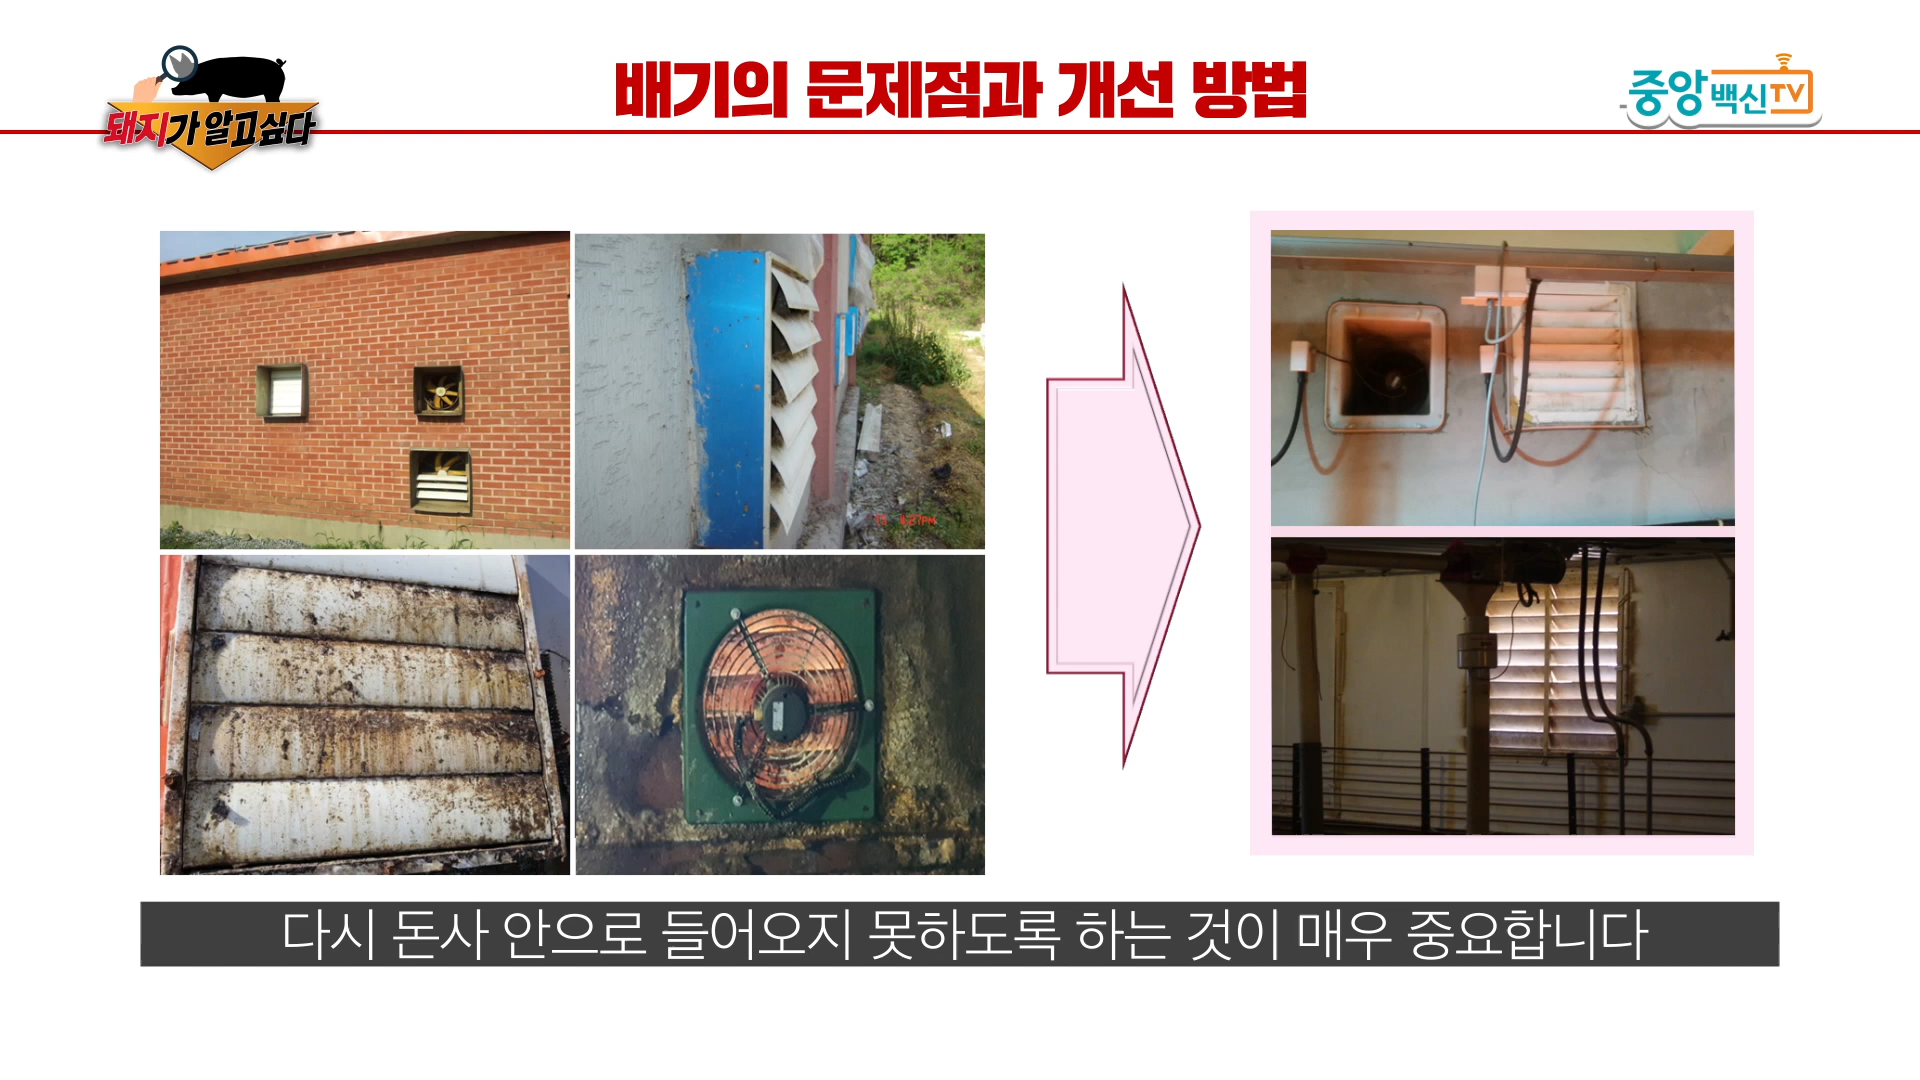 돼지가 알고싶다
배기의 문제점과 개선 방법
중앙백신TV
다시 돈사 안으로 들어오지 못하도록 하는 것이 매우 중요합니다